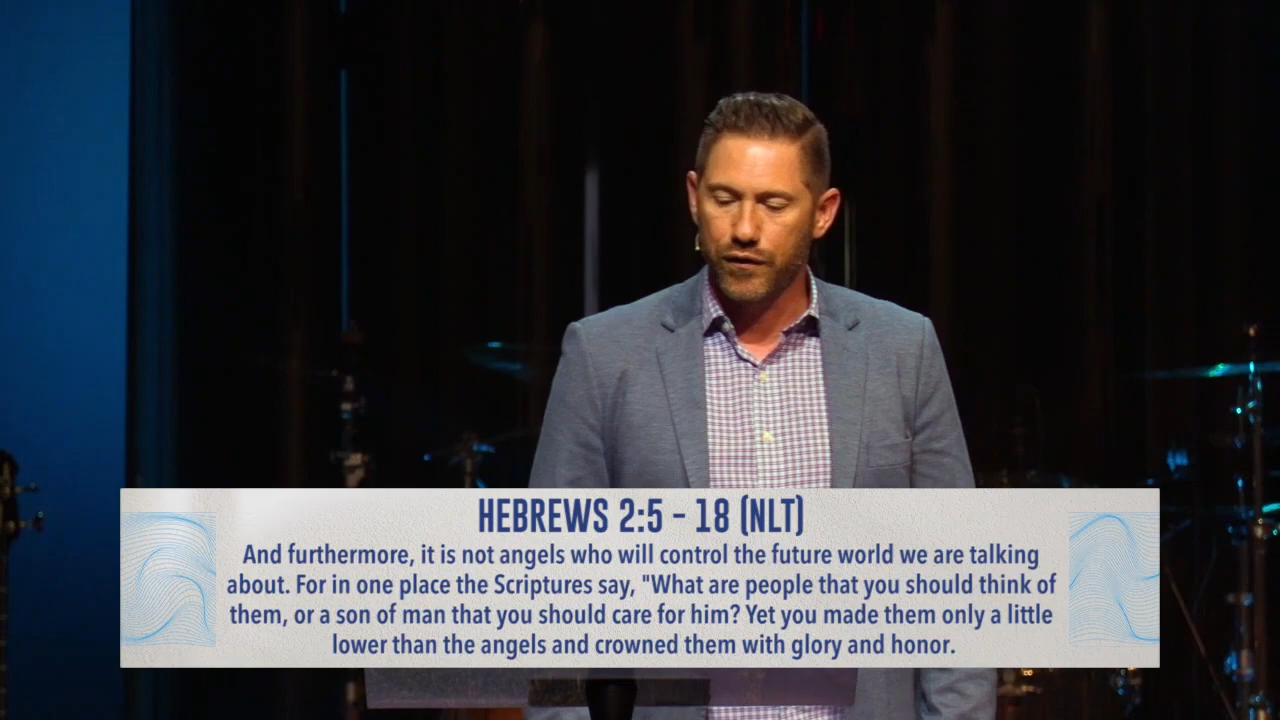 HEBREWS 2:5 - 18 (NLT)
And furthermore, it is not angels who will control the future world we are talking
about. For in one place the Scriptures say, "What are people that you should think of
them, or a son of man that you should care for him? Yet you made them only a little
lower than the angels and crowned them with glory and honor.